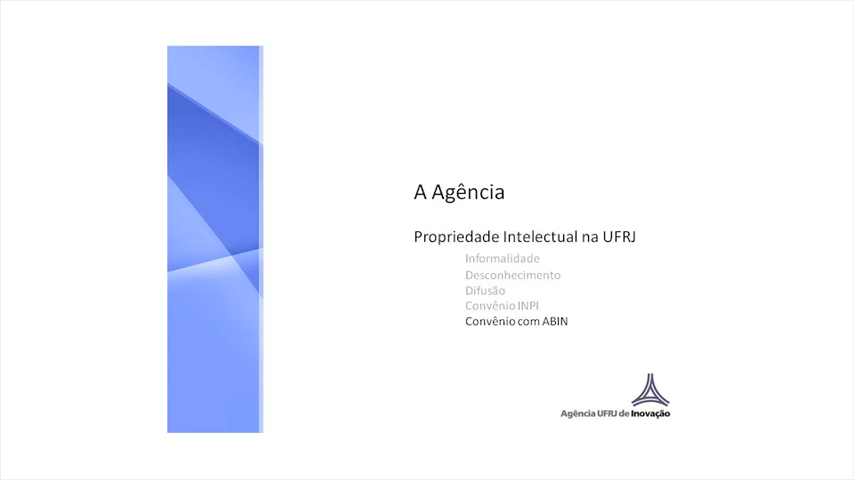 A Agência
Propriedade Intelectual na UFRJ
Informalidade
Desconhecimento
Difusão
Convênio INPI
Convênio com ABIN
Agência UFRJ de Inovação